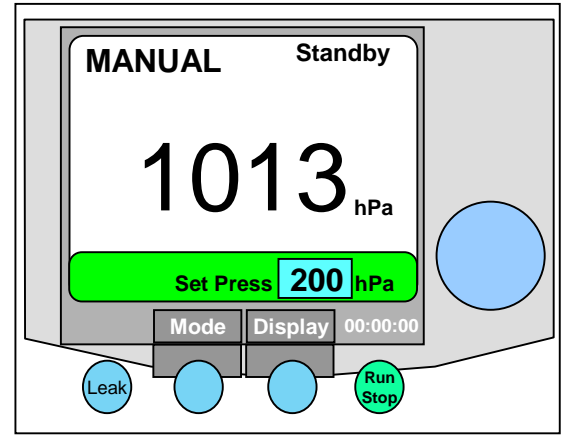 MANUAL Standby
1013 hPa
Set Press 200 hPa
Mode Display 00:00:00
Leak
Run
Stop